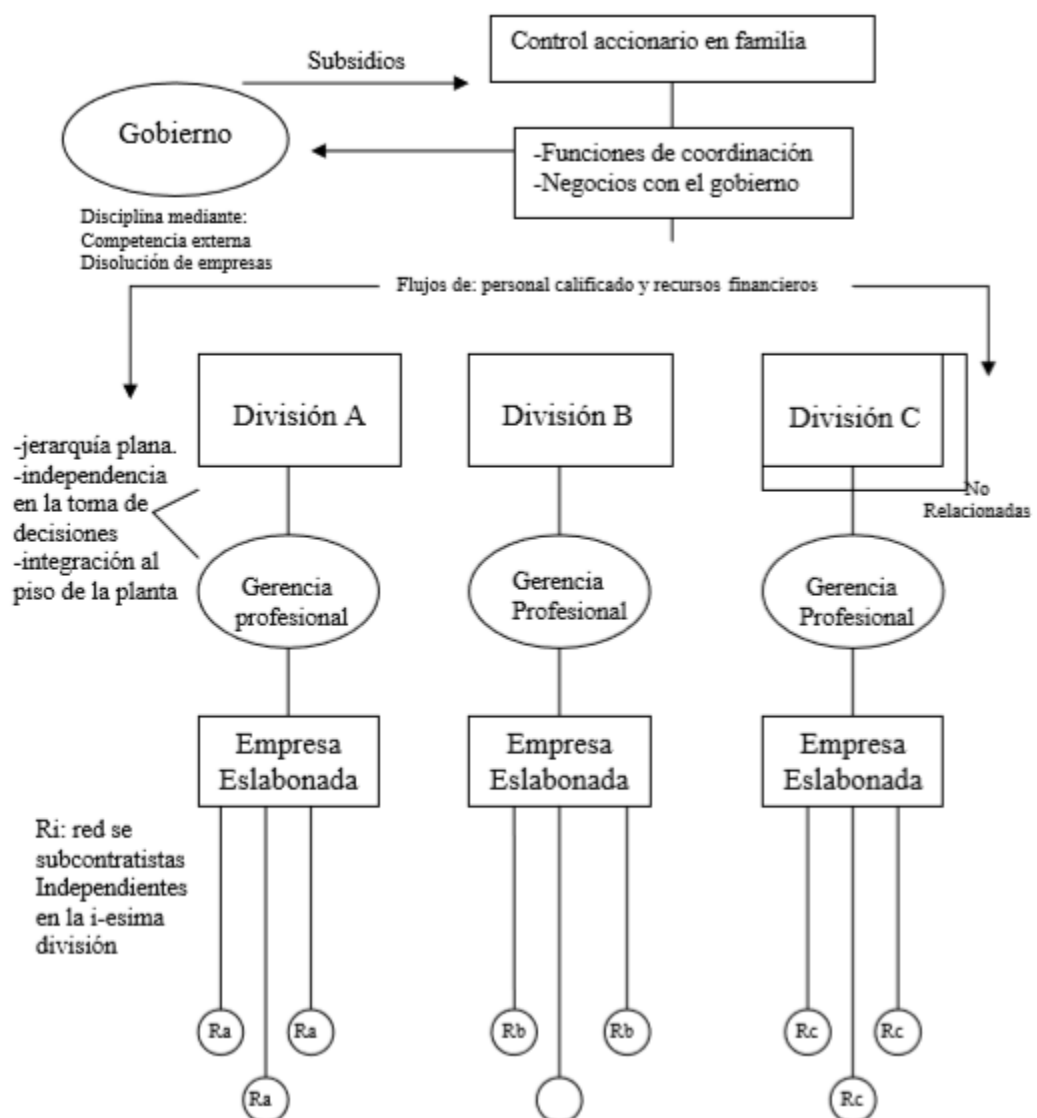 Control accionario en familia
Subsidios
Gobierno
-Funciones de coordinación
-Negocios con el gobierno
Disciplina mediante:
Competencia externa
Disolución de empresas
Flujos de: personal calificado y recursos financieros
División A
División B
División C
No
Relacionadas
-jerarquía plana.
-independencia
en la toma de
decisiones
-integración al
piso de la planta
Gerencia
profesional
Gerencia
Profesional
Gerencia
Profesional
Empresa
Eslabonada
Empresa
Eslabonada
Empresa
Eslabonada
Ri: red se
subcontratistas
Independientes
en la i-esima
división
Ra
Ra
Rb
Rb
Rc
Rc
Ra
Rc